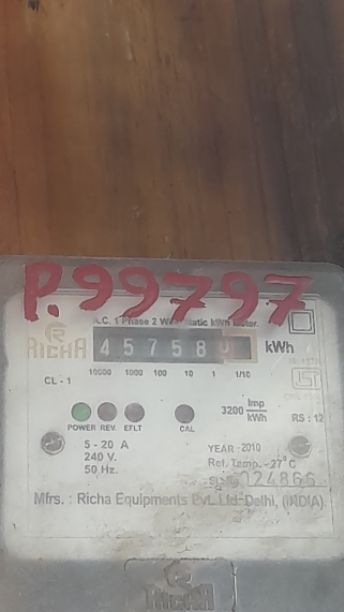 P.99797
A.C. 1 Phase 2 Wire Static kWh Meter.
RICHA 45758 kWh
10000 1000 100 10 1 1/10
CL - 1
3200 Imp/kWh
RS : 12
POWER REV. EFLT CAL
5 - 20 A
240 V.
50 Hz.
YEAR - 2010
Ref. Temp. -27°C
024866
Mfrs. : Richa Equipments Pvt. Ltd. Delhi, (INDIA)
RICHA